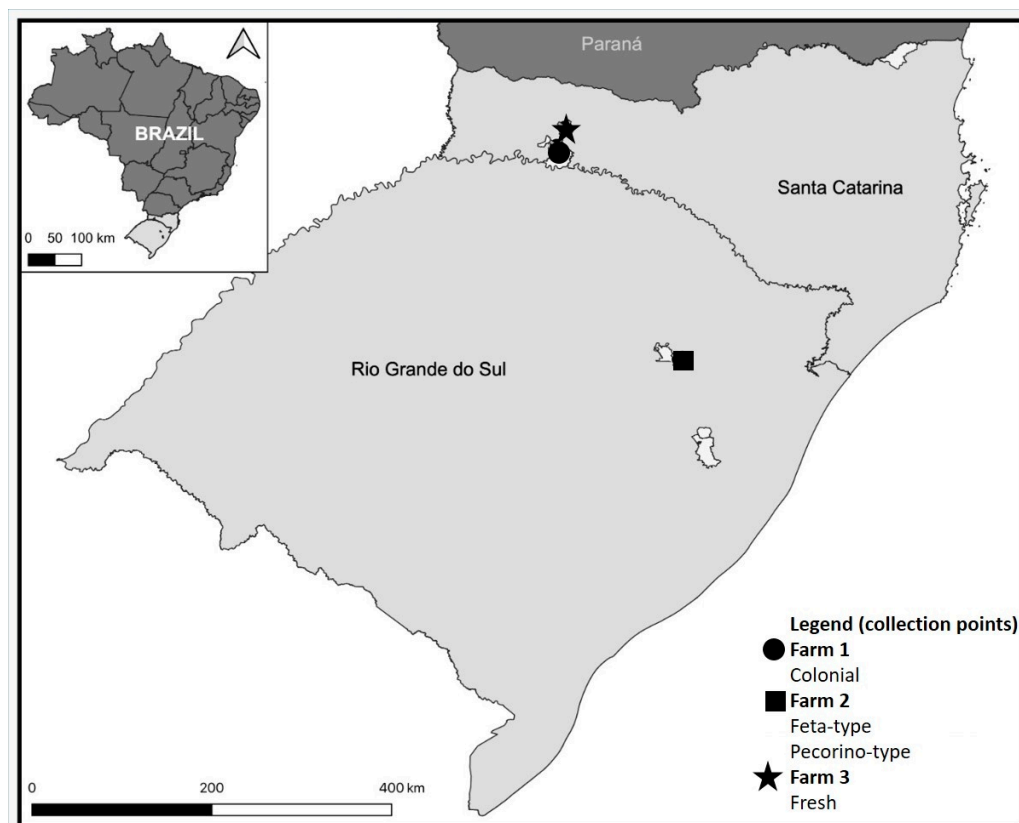 Paraná
BRAZIL
0 50 100 km
Santa Catarina
Rio Grande do Sul
Legend (collection points)
Farm 1
Colonial
Farm 2
Feta-type
Pecorino-type
Farm 3
Fresh
0 200 400 km